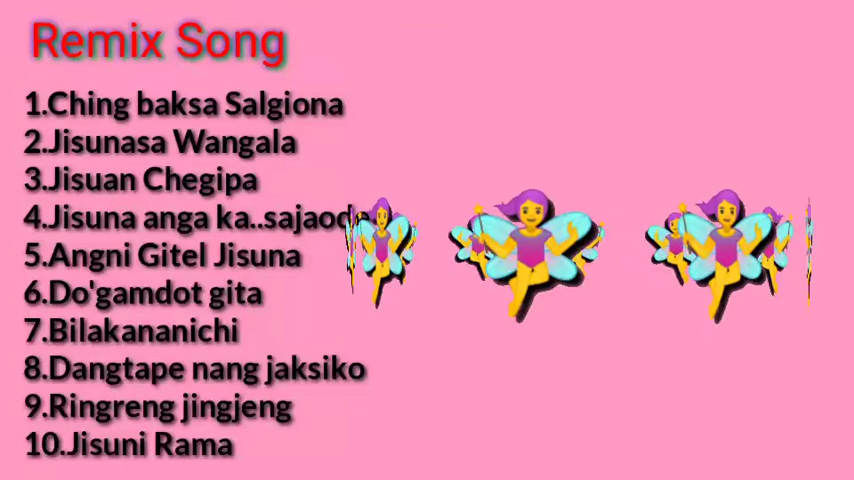 Remix Song
1.Ching baksa Salgiona
2.Jisunasa Wangala
3.Jisuan Chegipa
4.Jisuna anga ka..sajaode
5.Angni Gitel Jisuna
6.Do'gamdot gita
7.Bilakananichi
8.Dangtape nang jaksiko
9.Ringreng jingjeng
10.Jisuni Rama